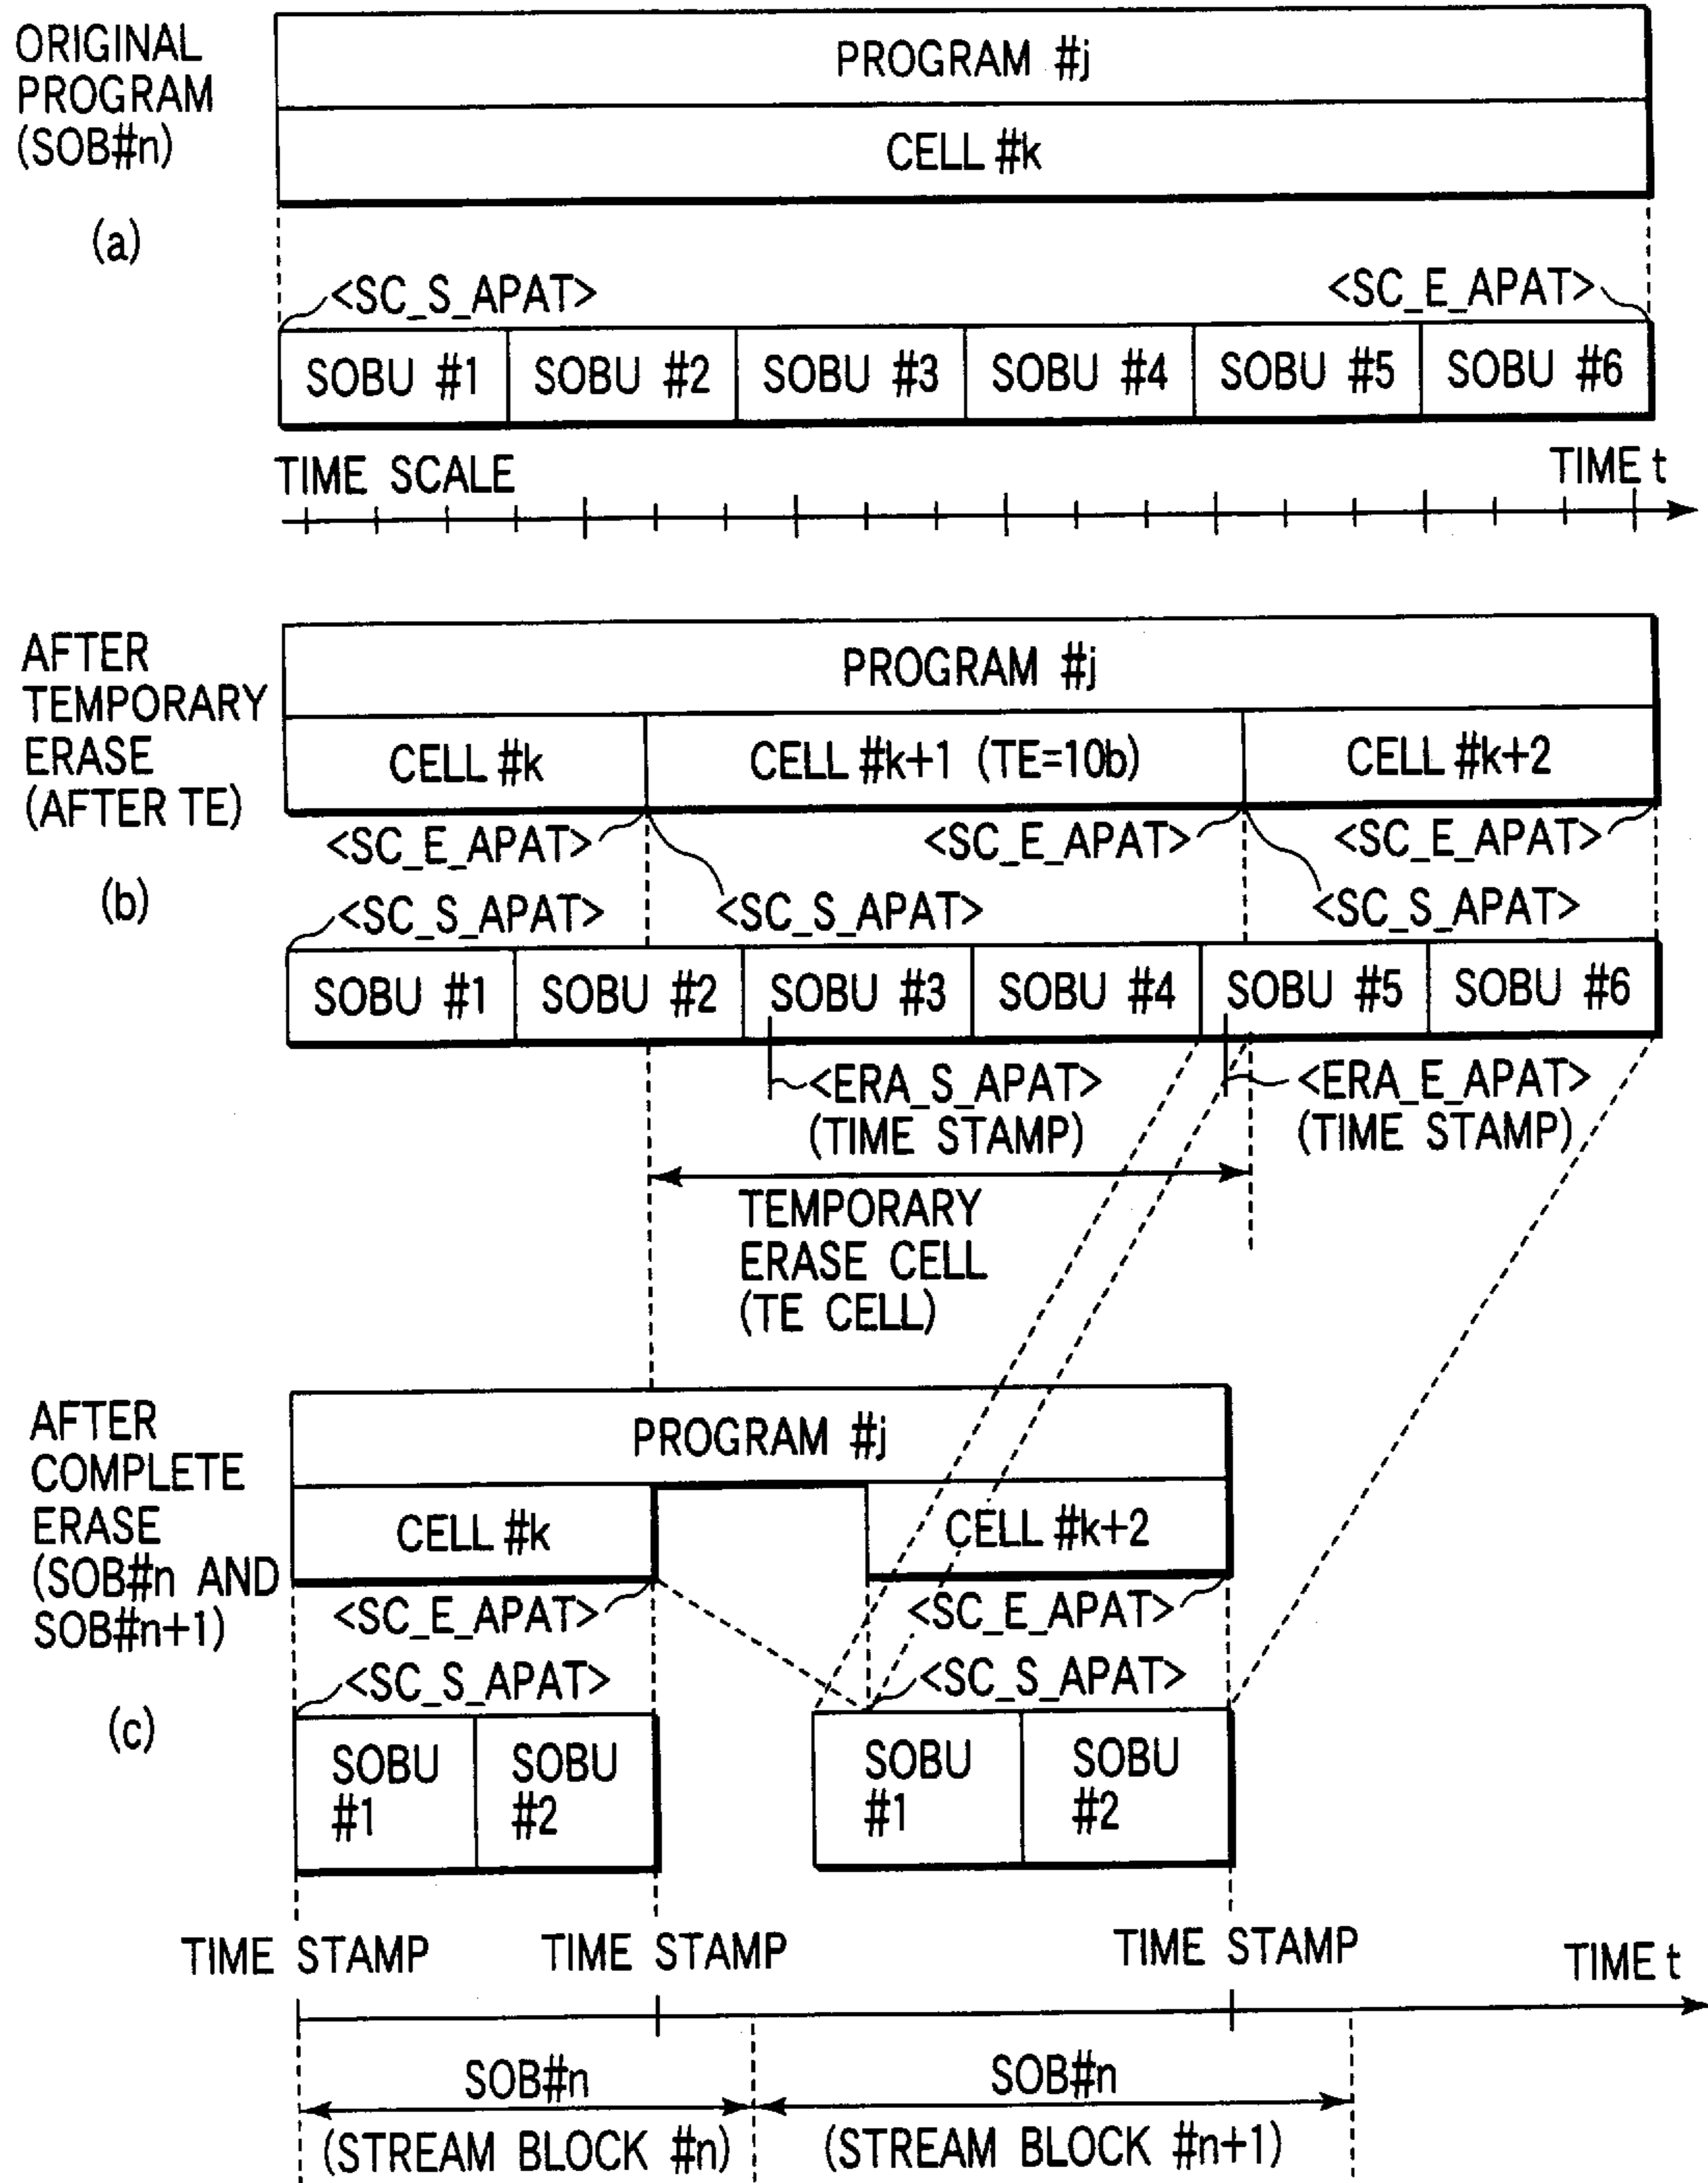 ORIGINAL
PROGRAM
(SOB#n)
(a)
PROGRAM #j
CELL #k
<SC_S_APAT>
<SC_E_APAT>
SOBU #1
SOBU #2
SOBU #3
SOBU #4
SOBU #5
SOBU #6
TIME SCALE
TIME t
AFTER
TEMPORARY
ERASE
(AFTER TE)
(b)
PROGRAM #j
CELL #k
CELL #k+1 (TE=10b)
CELL #k+2
<SC_E_APAT>
<SC_E_APAT>
<SC_E_APAT>
<SC_S_APAT>
<SC_S_APAT>
<SC_S_APAT>
SOBU #1
SOBU #2
SOBU #3
SOBU #4
SOBU #5
SOBU #6
<ERA_S_APAT>
(TIME STAMP)
<ERA_E_APAT>
(TIME STAMP)
TEMPORARY
ERASE CELL
(TE CELL)
AFTER
COMPLETE
ERASE
(SOB#n AND
SOB#n+1)
(c)
PROGRAM #j
CELL #k
CELL #k+2
<SC_E_APAT>
<SC_E_APAT>
<SC_S_APAT>
<SC_S_APAT>
SOBU
#1
SOBU
#2
SOBU
#1
SOBU
#2
TIME STAMP
TIME STAMP
TIME STAMP
TIME t
SOB#n
(STREAM BLOCK #n)
SOB#n
(STREAM BLOCK #n+1)